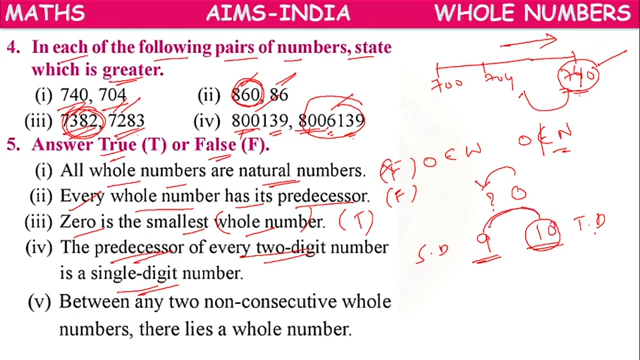 MATHS AIMS-INDIA WHOLE NUMBERS
4. In each of the following pairs of numbers, state
which is greater.
(i) 740, 704 (ii) 860, 86
(iii) 7382, 7283 (iv) 800139, 8006139
700 704 740
5. Answer True (T) or False (F).
(i) All whole numbers are natural numbers. (F) 0 ∈ W 0 ∉ N
(ii) Every whole number has its predecessor. (F) ? 0
(iii) Zero is the smallest (whole number.) (T)
(iv) The predecessor of every two-digit number
is a single-digit number. S.D 9 10 T.D
(v) Between any two non-consecutive whole
numbers, there lies a whole number.